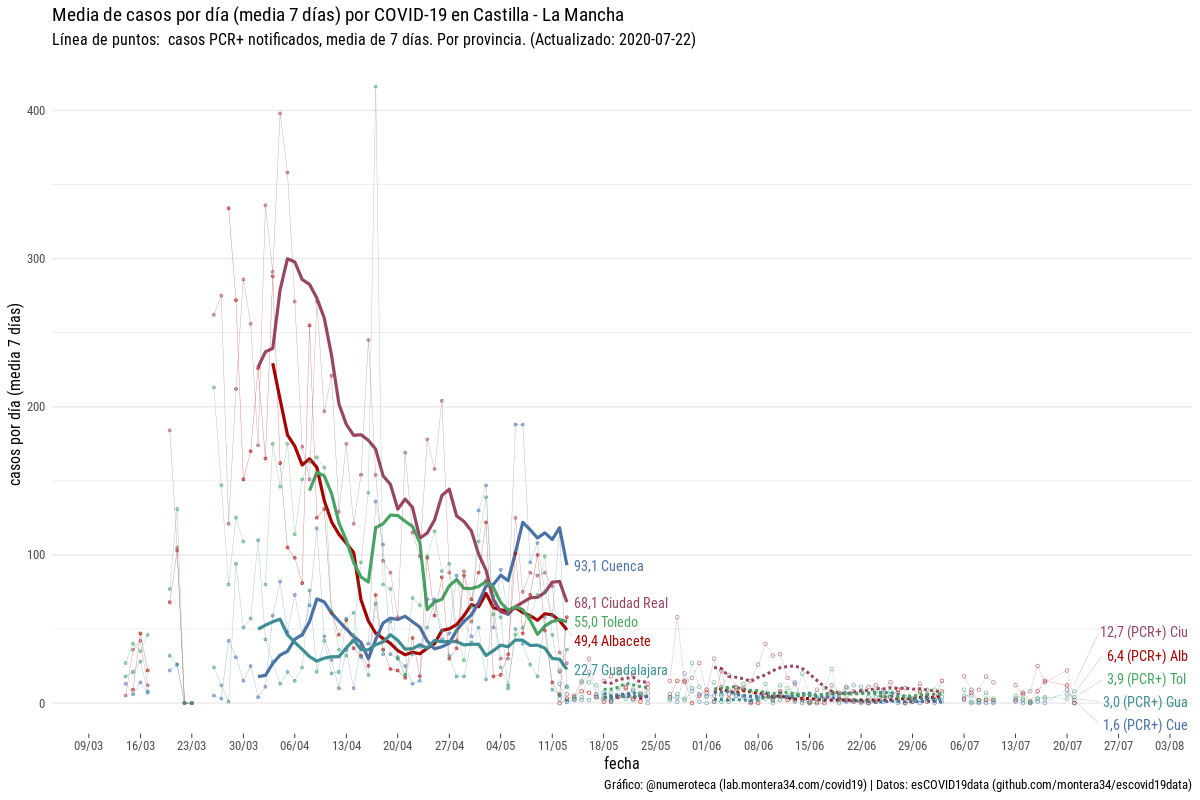 Media de casos por día (media 7 días) por COVID-19 en Castilla - La Mancha
Línea de puntos:  casos PCR+ notificados, media de 7 días. Por provincia. (Actualizado: 2020-07-22)
casos por día (media 7 días)
400
300
200
100
0
93,1 Cuenca
68,1 Ciudad Real
55,0 Toledo
49,4 Albacete
22,7 Guadalajara
12,7 (PCR+) Ciu
6,4 (PCR+) Alb
3,9 (PCR+) Tol
3,0 (PCR+) Gua
1,6 (PCR+) Cue
09/03 16/03 23/03 30/03 06/04 13/04 20/04 27/04 04/05 11/05 18/05 25/05 01/06 08/06 15/06 22/06 29/06 06/07 13/07 20/07 27/07 03/08
fecha
Gráfico: @numeroteca (lab.montera34.com/covid19) | Datos: esCOVID19data (github.com/montera34/escovid19data)